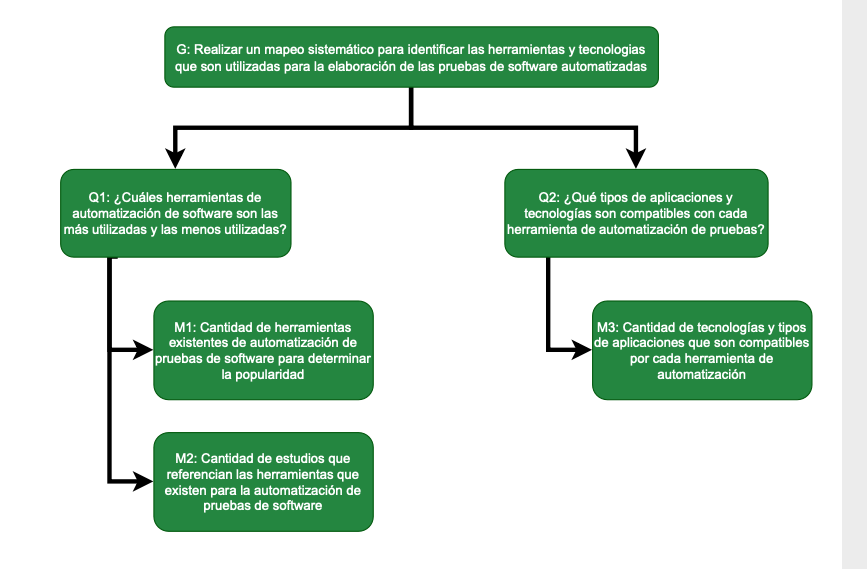 G: Realizar un mapeo sistemático para identificar las herramientas y tecnologias
que son utilizadas para la elaboración de las pruebas de software automatizadas
Q1: ¿Cuáles herramientas de
automatización de software son las
más utilizadas y las menos utilizadas?
Q2: ¿Qué tipos de aplicaciones y
tecnologías son compatibles con cada
herramienta de automatización de pruebas?
M1: Cantidad de herramientas
existentes de automatización de
pruebas de software para determinar
la popularidad
M3: Cantidad de tecnologías y tipos
de aplicaciones que son compatibles
por cada herramienta de
automatización
M2: Cantidad de estudios que
referencian las herramientas que
existen para la automatización de
pruebas de software